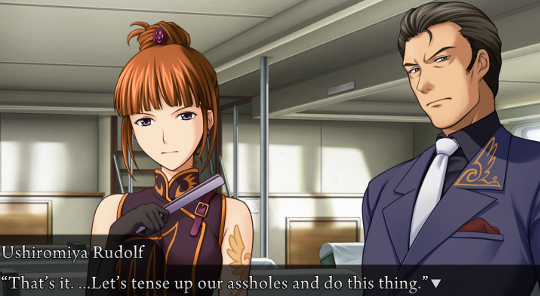 Ushiromiya Rudolf
“That’s it. ...Let’s tense up our assholes and do this thing.”▼